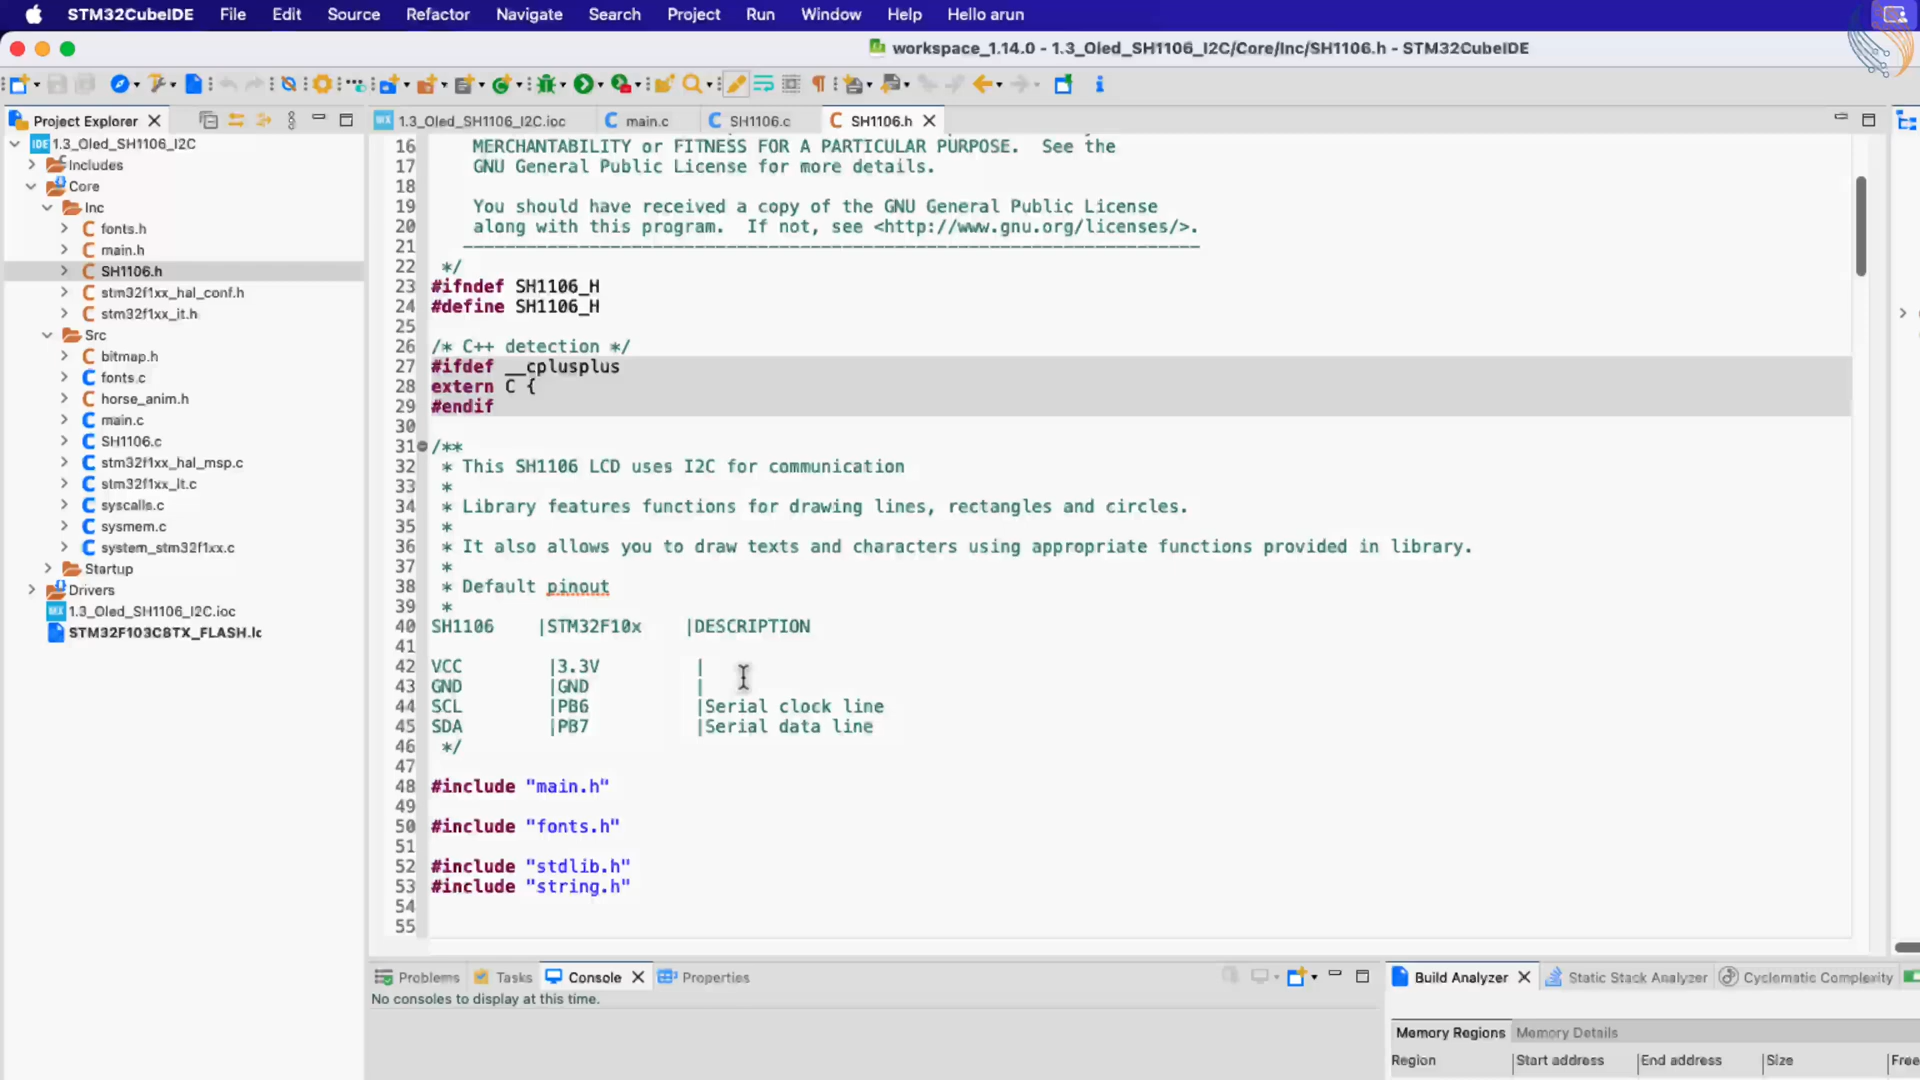 STM32CubeIDE File Edit Source Refactor Navigate Search Project Run Window Help Hello arun
workspace_1.14.0 - 1.3_Oled_SH1106_I2C/Core/Inc/SH1106.h - STM32CubeIDE
Project Explorer
IDE 1.3_Oled_SH1106_I2C
Includes
Core
Inc
fonts.h
main.h
SH1106.h
stm32f1xx_hal_conf.h
stm32f1xx_it.h
Src
bitmap.h
fonts.c
horse_anim.h
main.c
SH1106.c
stm32f1xx_hal_msp.c
stm32f1xx_it.c
syscalls.c
sysmem.c
system_stm32f1xx.c
Startup
Drivers
MX 1.3_Oled_SH1106_I2C.ioc
STM32F103C8TX_FLASH.lc
MX 1.3_Oled_SH1106_I2C.ioc main.c SH1106.c SH1106.h
16 MERCHANTABILITY or FITNESS FOR A PARTICULAR PURPOSE. See the
17 GNU General Public License for more details.
18
19 You should have received a copy of the GNU General Public License
20 along with this program. If not, see <http://www.gnu.org/licenses/>.
21 ----------------------------------------------------------------------
22 */
23 #ifndef SH1106_H
24 #define SH1106_H
25
26 /* C++ detection */
27 #ifdef __cplusplus
28 extern C {
29 #endif
30
31 /**
32 * This SH1106 LCD uses I2C for communication
33 *
34 * Library features functions for drawing lines, rectangles and circles.
35 *
36 * It also allows you to draw texts and characters using appropriate functions provided in library.
37 *
38 * Default pinout
39 *
40 SH1106 |STM32F10x |DESCRIPTION
41
42 VCC |3.3V |
43 GND |GND |
44 SCL |PB6 |Serial clock line
45 SDA |PB7 |Serial data line
46 */
47
48 #include "main.h"
49
50 #include "fonts.h"
51
52 #include "stdlib.h"
53 #include "string.h"
54
55
Problems Tasks Console Properties
No consoles to display at this time.
Build Analyzer Static Stack Analyzer Cyclomatic Complexity
Memory Regions Memory Details
Region Start address End address Size Free